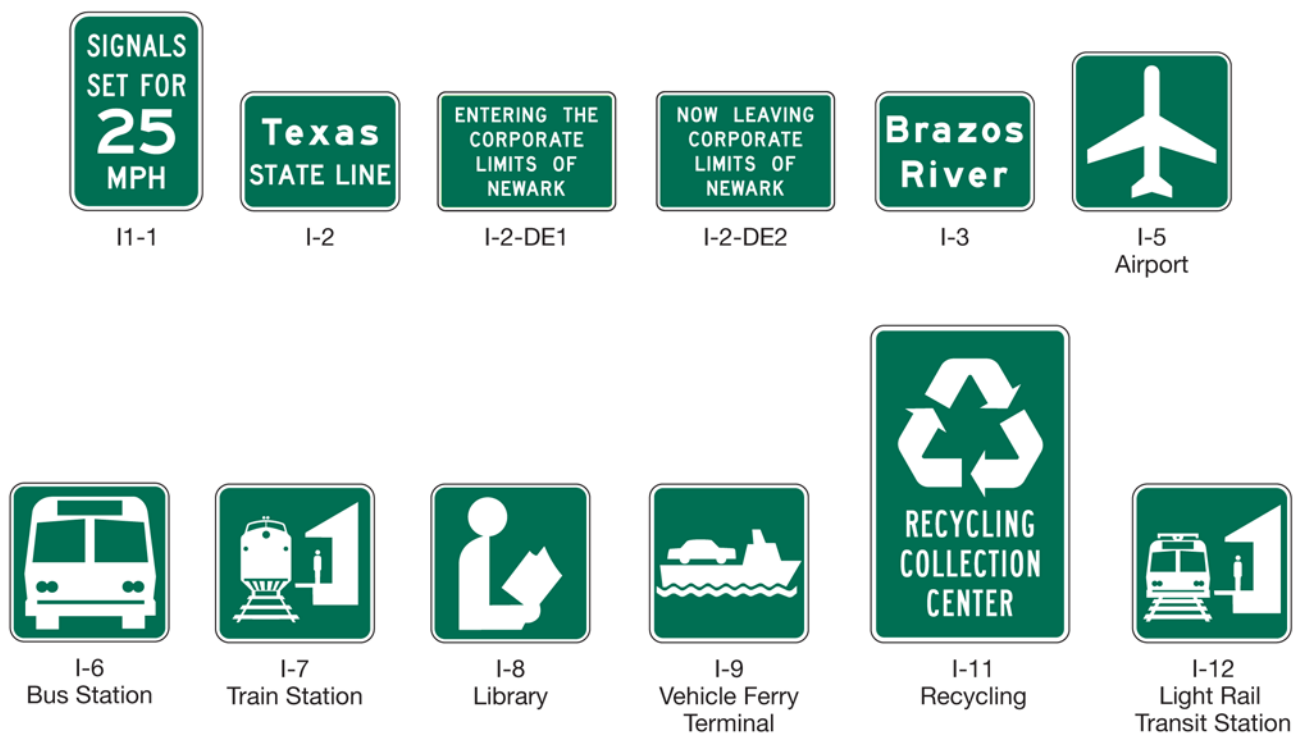 SIGNALS
SET FOR
25
MPH
I1-1
Texas
STATE LINE
I-2
ENTERING THE
CORPORATE
LIMITS OF
NEWARK
I-2-DE1
NOW LEAVING
CORPORATE
LIMITS OF
NEWARK
I-2-DE2
Brazos
River
I-3
I-5
Airport
I-6
Bus Station
I-7
Train Station
I-8
Library
I-9
Vehicle Ferry
Terminal
RECYCLING
COLLECTION
CENTER
I-11
Recycling
I-12
Light Rail
Transit Station